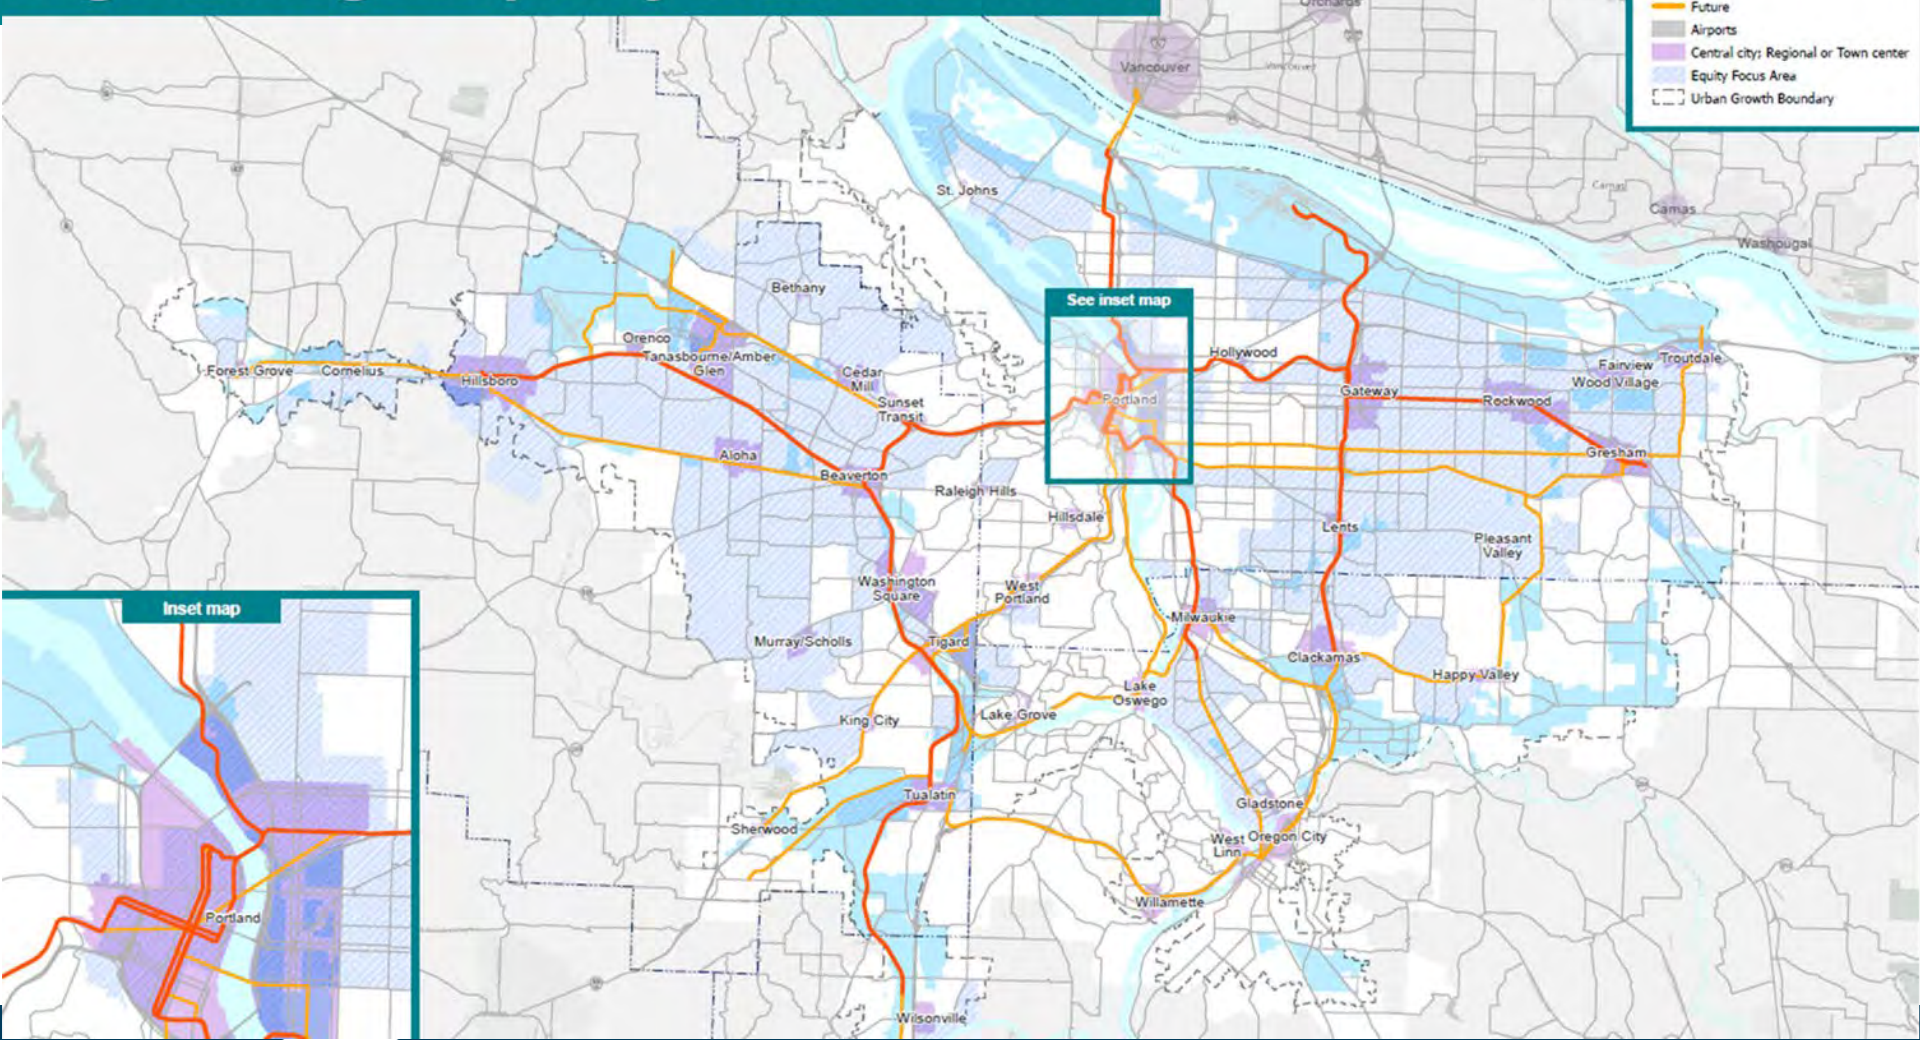 Orchards
Future
Airports
Central city; Regional or Town center
Equity Focus Area
Urban Growth Boundary
Vancouver
Vancouver
St. Johns
Camas
Camas
Washougal
Bethany
See inset map
Orenco
Tanasbourne/Amber
Glen
Hollywood
Fairview
Wood Village
Troutdale
Forest Grove
Cornelius
Hillsboro
Cedar
Mill
Sunset
Transit
Portland
Gateway
Rockwood
Aloha
Beaverton
Raleigh Hills
Gresham
Hillsdale
Lents
Pleasant
Valley
Washington
Square
West
Portland
Inset map
Milwaukie
Murray/Scholls
Tigard
Clackamas
Happy Valley
Lake
Oswego
King City
Lake Grove
Tualatin
Gladstone
Sherwood
West
Linn
Oregon City
Portland
Willamette
Wilsonville